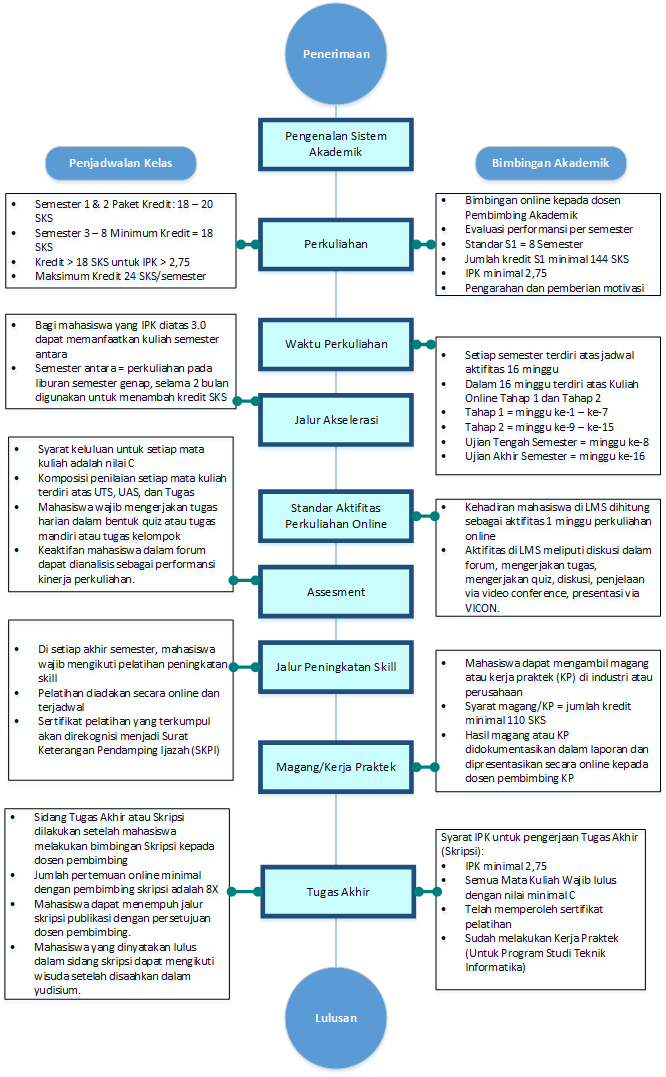 Penerimaan
Pengenalan Sistem
Akademik
Penjadwalan Kelas
Bimbingan Akademik
• Semester 1 & 2 Paket Kredit: 18 – 20
SKS
• Semester 3 – 8 Minimum Kredit = 18
SKS
• Kredit > 18 SKS untuk IPK > 2,75
• Maksimum Kredit 24 SKS/semester
Perkuliahan
• Bimbingan online kepada dosen
Pembimbing Akademik
• Evaluasi performansi per semester
• Standar S1 = 8 Semester
• Jumlah kredit S1 minimal 144 SKS
• IPK minimal 2,75
• Pengarahan dan pemberian motivasi
• Bagi mahasiswa yang IPK diatas 3.0
dapat memanfaatkan kuliah semester
antara
• Semester antara = perkuliahan pada
liburan semester genap, selama 2 bulan
digunakan untuk menambah kredit SKS
Waktu Perkuliahan
Jalur Akselerasi
• Setiap semester terdiri atas jadwal
aktifitas 16 minggu
• Dalam 16 minggu terdiri atas Kuliah
Online Tahap 1 dan Tahap 2
• Tahap 1 = minggu ke-1 – ke-7
• Tahap 2 = minggu ke-9 – ke-15
• Ujian Tengah Semester = minggu ke-8
• Ujian Akhir Semester = minggu ke-16
• Syarat keluluan untuk setiap mata
kuliah adalah nilai C
• Komposisi penilaian setiap mata kuliah
terdiri atas UTS, UAS, dan Tugas
• Mahasiswa wajib mengerjakan tugas
harian dalam bentuk quiz atau tugas
mandiri atau tugas kelompok
• Keaktifan mahasiswa dalam forum
dapat dianalisis sebagai performansi
kinerja perkuliahan.
Standar Aktifitas
Perkuliahan Online
Assesment
• Kehadiran mahasiswa di LMS dihitung
sebagai aktifitas 1 minggu perkuliahan
online
• Aktifitas di LMS meliputi diskusi dalam
forum, mengerjakan tugas,
mengerjakan quiz, diskusi, penjelaan
via video conference, presentasi via
VICON.
• Di setiap akhir semester, mahasiswa
wajib mengikuti pelatihan peningkatan
skill
• Pelatihan diadakan secara online dan
terjadwal
• Sertifikat pelatihan yang terkumpul
akan direkognisi menjadi Surat
Keterangan Pendamping Ijazah (SKPI)
Jalur Peningkatan Skill
Magang/Kerja Praktek
• Mahasiswa dapat mengambil magang
atau kerja praktek (KP) di industri atau
perusahaan
• Syarat magang/KP = jumlah kredit
minimal 110 SKS
• Hasil magang atau KP
didokumentasikan dalam laporan dan
dipresentasikan secara online kepada
dosen pembimbing KP
• Sidang Tugas Akhir atau Skripsi
dilakukan setelah mahasiswa
melakukan bimbingan Skripsi kepada
dosen pembimbing
• Jumlah pertemuan online minimal
dengan pembimbing skripsi adalah 8X
• Mahasiswa dapat menempuh jalur
skripsi publikasi dengan persetujuan
dosen pembimbing.
• Mahasiswa yang dinyatakan lulus
dalam sidang skripsi dapat mengikuti
wisuda setelah disaahkan dalam
yudisium.
Tugas Akhir
Syarat IPK untuk pengerjaan Tugas Akhir
(Skripsi):
• IPK minimal 2,75
• Semua Mata Kuliah Wajib lulus
dengan nilai minimal C
• Telah memperoleh sertifikat
pelatihan
• Sudah melakukan Kerja Praktek
(Untuk Program Studi Teknik
Informatika)
Lulusan